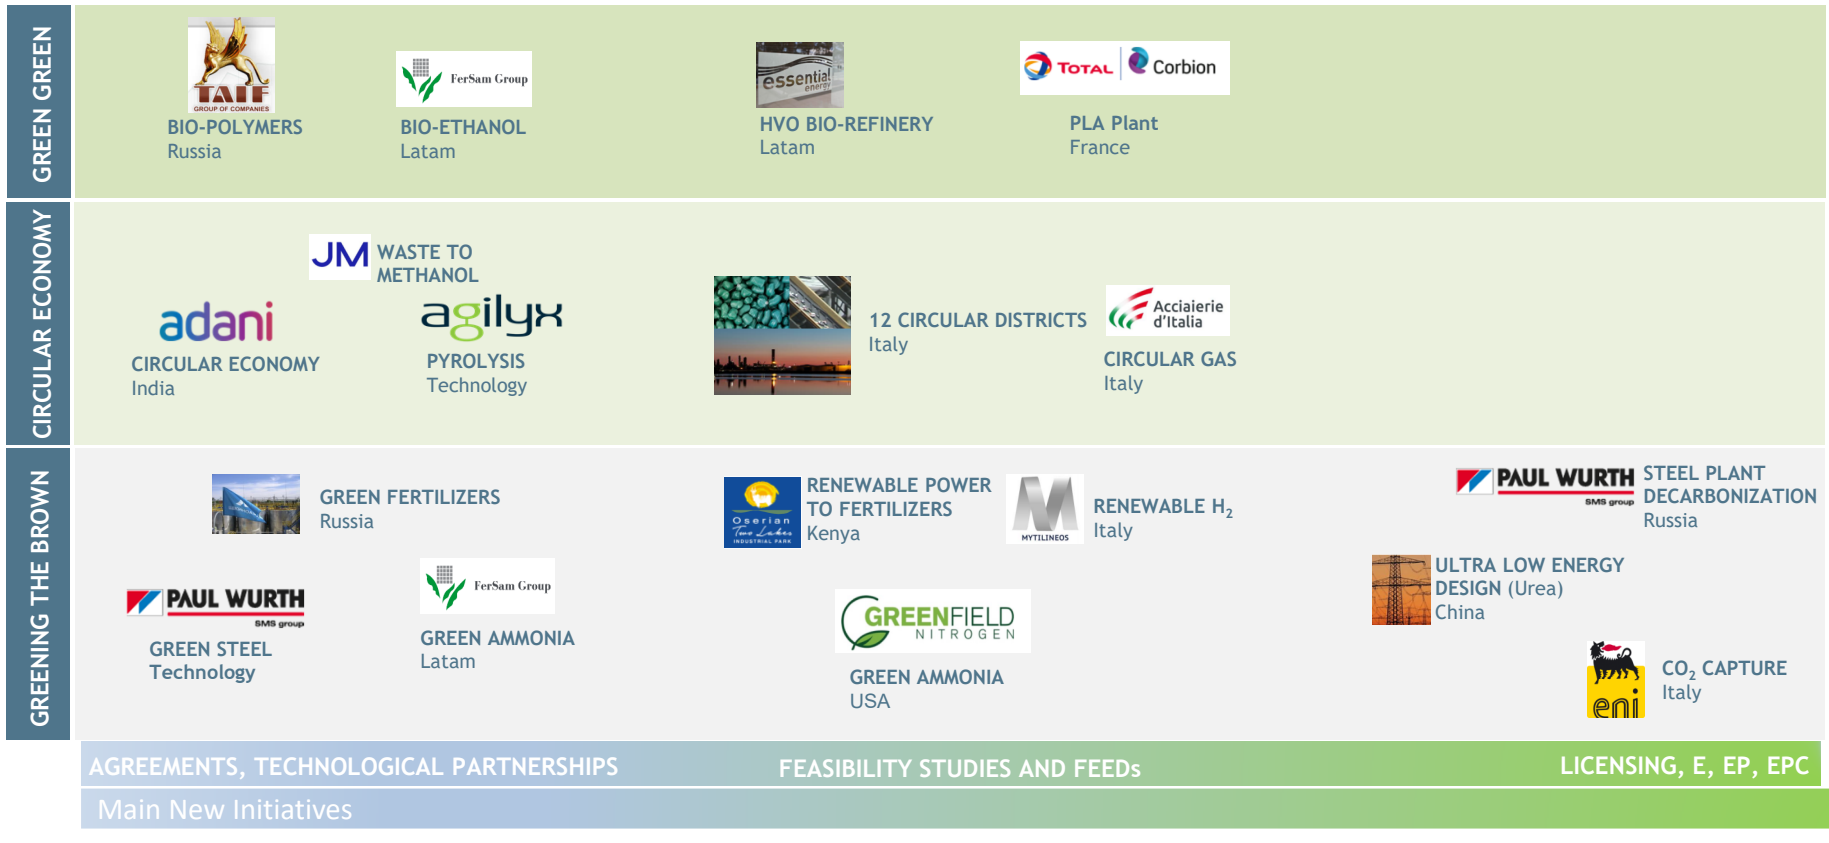 GREEN GREEN
TAIF
GROUP OF COMPANIES
BIO-POLYMERS
Russia
FerSam Group
BIO-ETHANOL
Latam
essential
energy
HVO BIO-REFINERY
Latam
TOTAL
Corbion
PLA Plant
France
CIRCULAR ECONOMY
JM
WASTE TO
METHANOL
adani
CIRCULAR ECONOMY
India
agilyx
PYROLYSIS
Technology
12 CIRCULAR DISTRICTS
Italy
Acciaierie
d'Italia
CIRCULAR GAS
Italy
GREENING THE BROWN
GREEN FERTILIZERS
Russia
PAUL WURTH
SMS group
GREEN STEEL
Technology
FerSam Group
GREEN AMMONIA
Latam
Oserian
Two Lakes
INDUSTRIAL PARK
RENEWABLE POWER
TO FERTILIZERS
Kenya
MYTILINEOS
RENEWABLE H₂
Italy
GREENFIELD
NITROGEN
GREEN AMMONIA
USA
PAUL WURTH
SMS group
STEEL PLANT
DECARBONIZATION
Russia
ULTRA LOW ENERGY
DESIGN (Urea)
China
eni
CO₂ CAPTURE
Italy
AGREEMENTS, TECHNOLOGICAL PARTNERSHIPS
FEASIBILITY STUDIES AND FEEDs
LICENSING, E, EP, EPC
Main New Initiatives